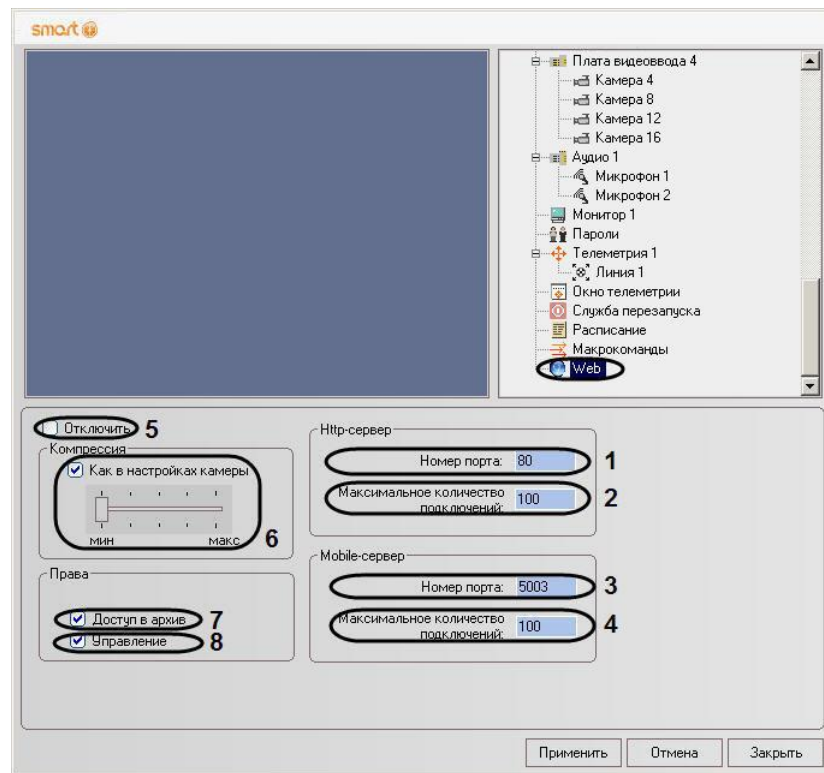 smart
Плата видеоввода 4
Камера 4
Камера 8
Камера 12
Камера 16
Аудио 1
Микрофон 1
Микрофон 2
Монитор 1
Пароли
Телеметрия 1
Линия 1
Окно телеметрии
Служба перезапуска
Расписание
Макрокоманды
Web
Отключить 5
Компрессия
Как в настройках камеры
мин макс 6
Права
Доступ в архив 7
Управление 8
Http-сервер
Номер порта: 80 1
Максимальное количество
подключений: 100 2
Mobile-сервер
Номер порта: 5003 3
Максимальное количество
подключений: 100 4
Применить Отмена Закрыть